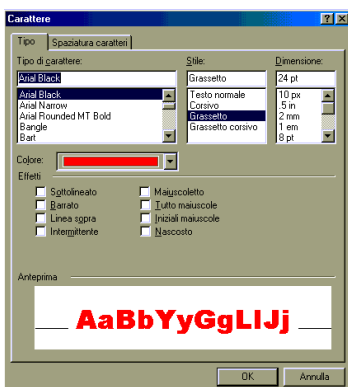 Carattere
Tipo Spaziatura caratteri
Tipo di carattere: Stile: Dimensione:
Arial Black Grassetto 24 pt
Arial Black Testo normale 10 px
Arial Narrow Corsivo .5 in
Arial Rounded MT Bold Grassetto 2 mm
Bangle Grassetto corsivo 1 em
Bart 8 pt
Colore:
Effetti
Sottolineato Maiuscoletto
Barrato Tutto maiuscole
Linea sopra Iniziali maiuscole
Intermittente Nascosto
Anteprima
AaBbYyGgLlJj
OK Annulla